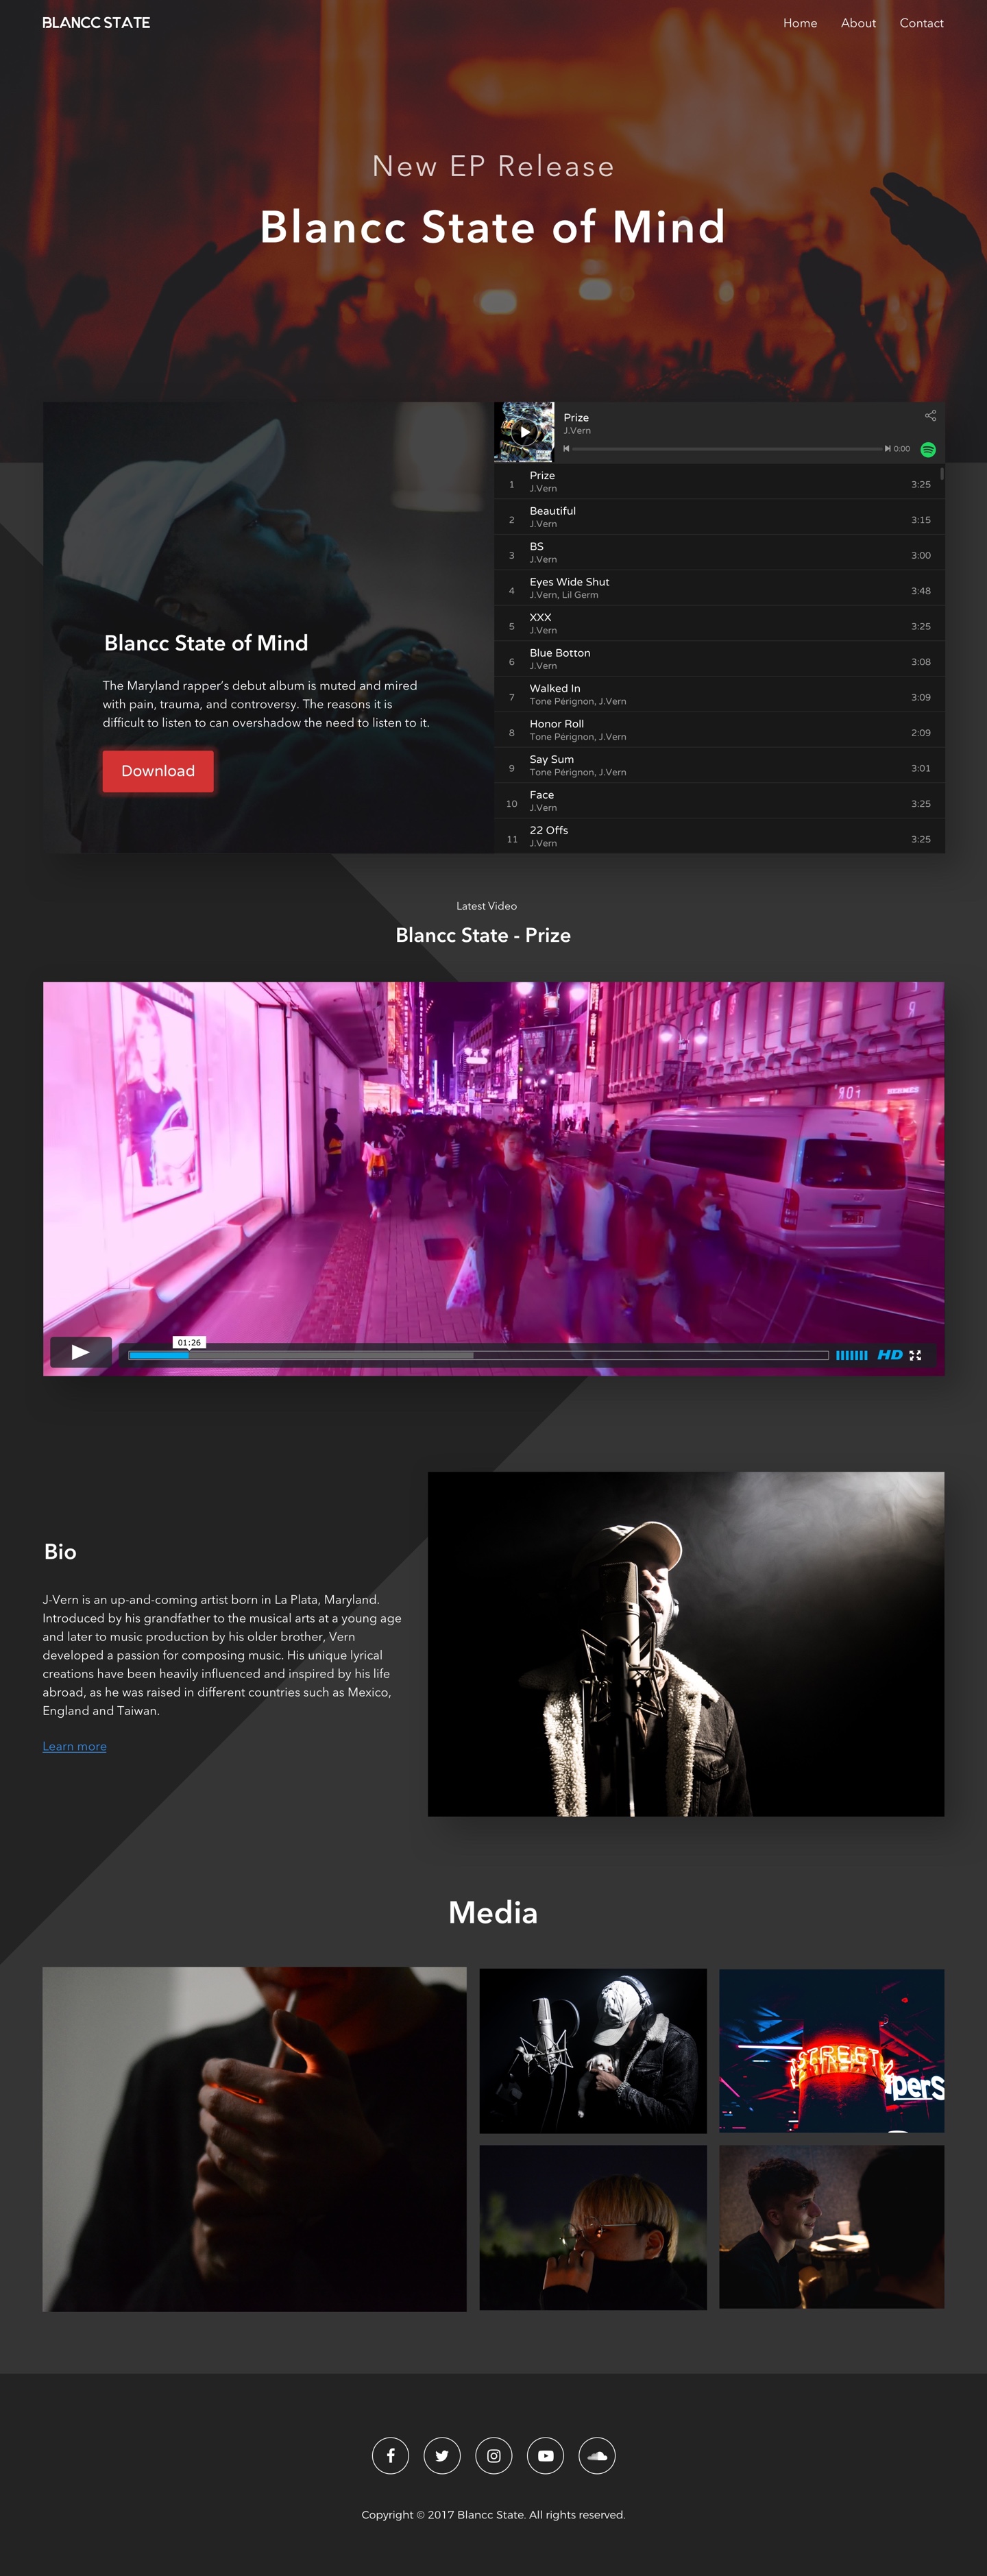 BLANCC STATE
Home About Contact
New EP Release
Blancc State of Mind
Prize
J.Vern
0:00
1 Prize 3:25
J.Vern
2 Beautiful 3:15
J.Vern
3 BS 3:00
J.Vern
4 Eyes Wide Shut 3:48
J.Vern, Lil Germ
5 XXX 3:25
J.Vern
6 Blue Botton 3:08
J.Vern
7 Walked In 3:09
Tone Pérignon, J.Vern
8 Honor Roll 2:09
Tone Pérignon, J.Vern
9 Say Sum 3:01
Tone Pérignon, J.Vern
10 Face 3:25
J.Vern
11 22 Offs 3:25
J.Vern
Blancc State of Mind
The Maryland rapper’s debut album is muted and mired
with pain, trauma, and controversy. The reasons it is
difficult to listen to can overshadow the need to listen to it.
Download
Latest Video
Blancc State - Prize
HERMES
01:26
HD
Bio
J-Vern is an up-and-coming artist born in La Plata, Maryland.
Introduced by his grandfather to the musical arts at a young age
and later to music production by his older brother, Vern
developed a passion for composing music. His unique lyrical
creations have been heavily influenced and inspired by his life
abroad, as he was raised in different countries such as Mexico,
England and Taiwan.
Learn more
Media
STREET
pers
Copyright © 2017 Blancc State. All rights reserved.